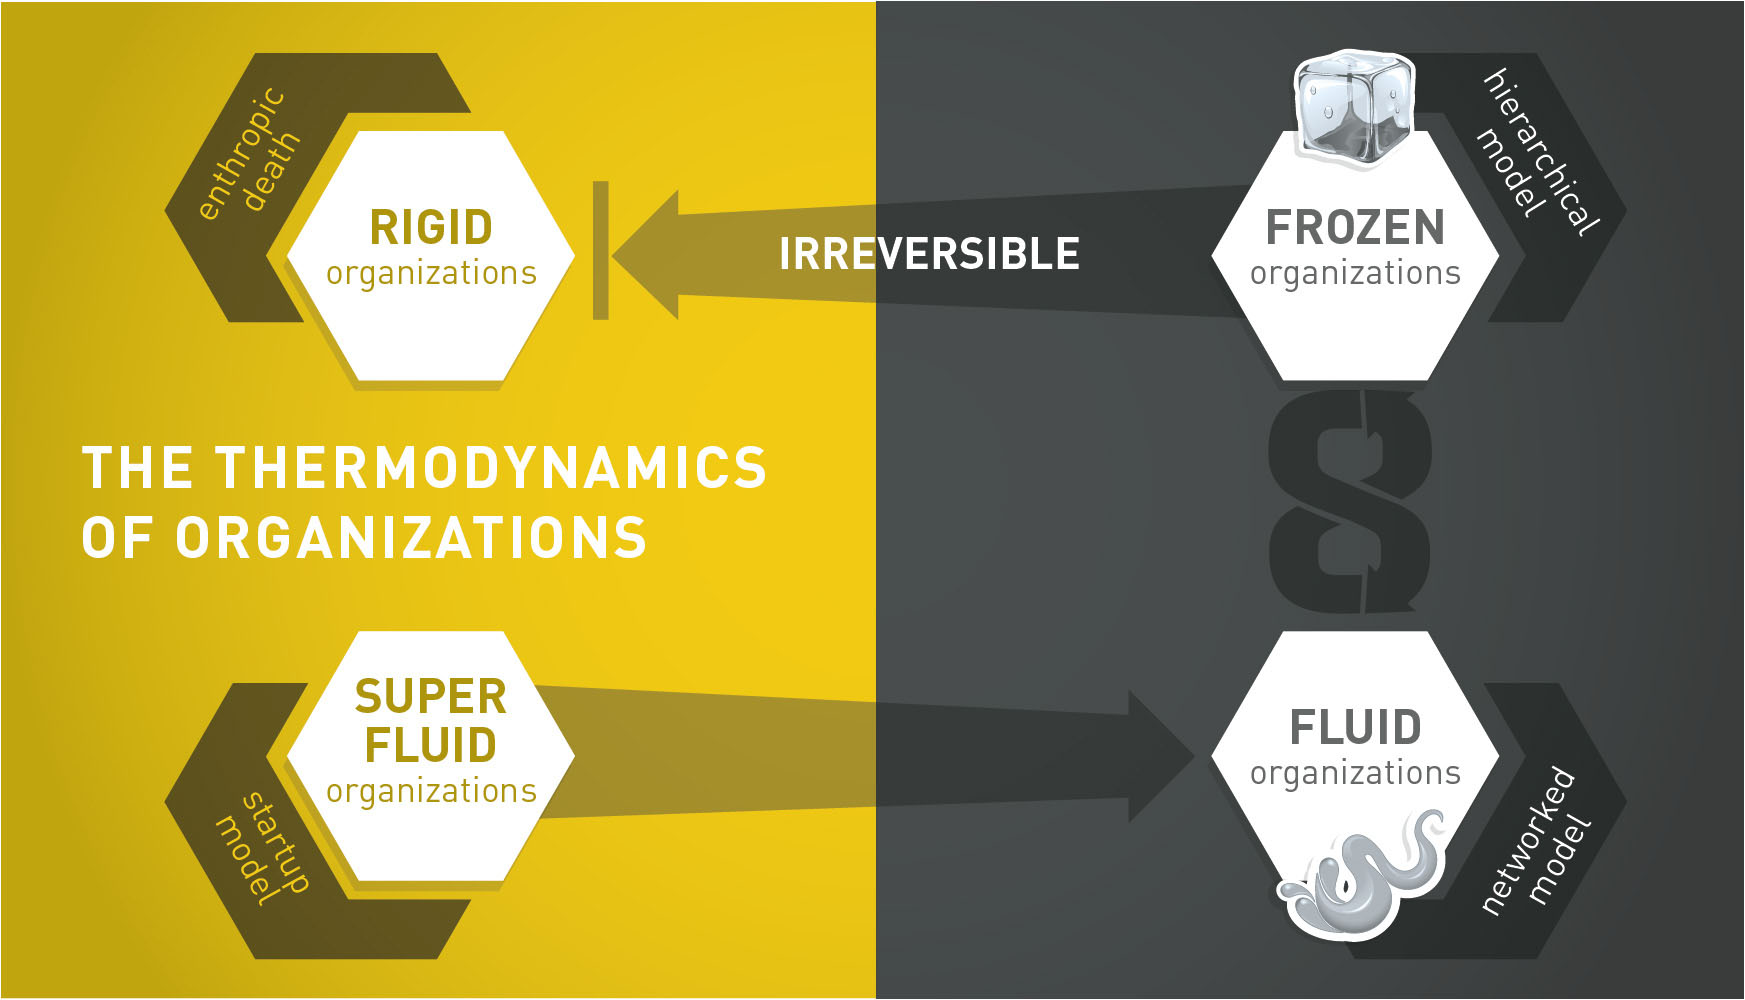 enthropic
death
RIGID
organizations
IRREVERSIBLE
FROZEN
organizations
hierarchical
model
THE THERMODYNAMICS
OF ORGANIZATIONS
startup
model
SUPER
FLUID
organizations
FLUID
organizations
networked
model